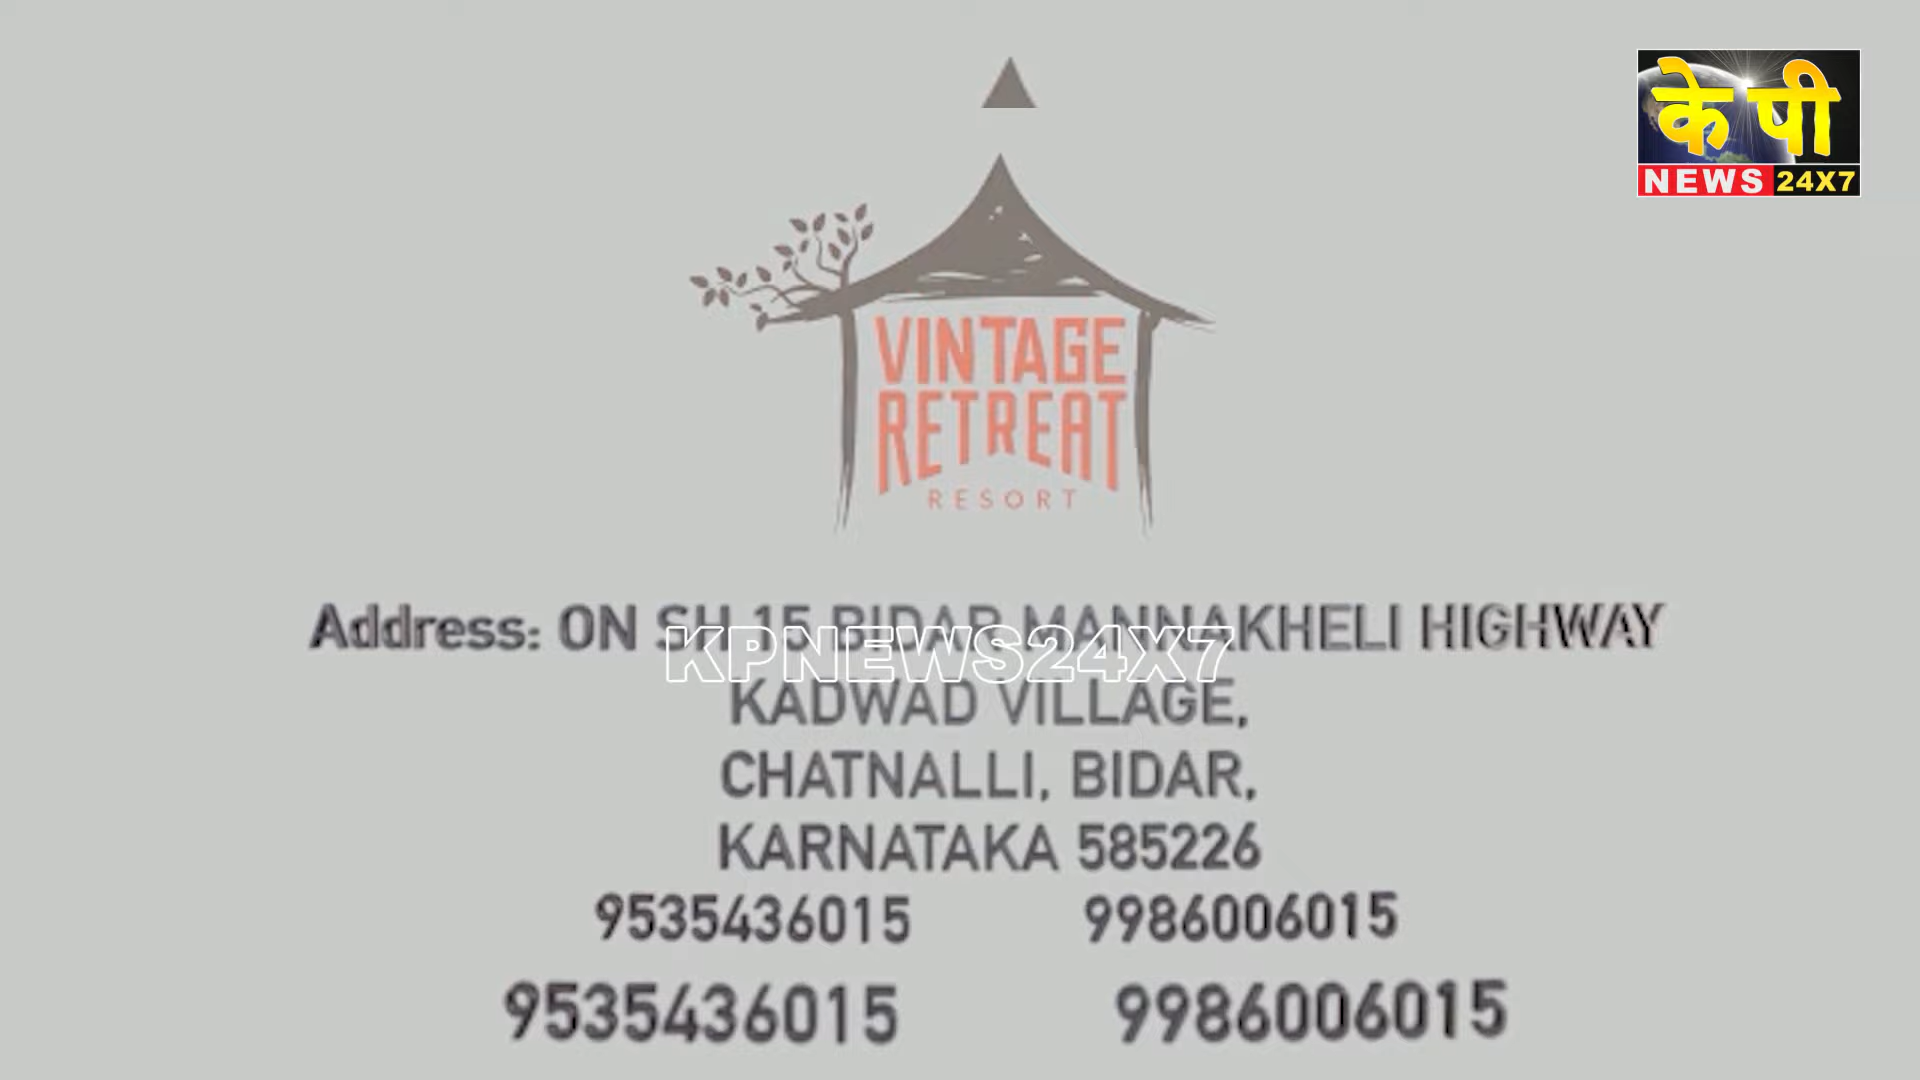 के पी
NEWS 24X7
VINTAGE
RETREAT
RESORT
Address: ON SH 15 BIDAR MANNAKHELI HIGHWAY
KPNEWS24X7
KADWAD VILLAGE,
CHATNALLI, BIDAR,
KARNATAKA 585226
9535436015 9986006015
9535436015 9986006015